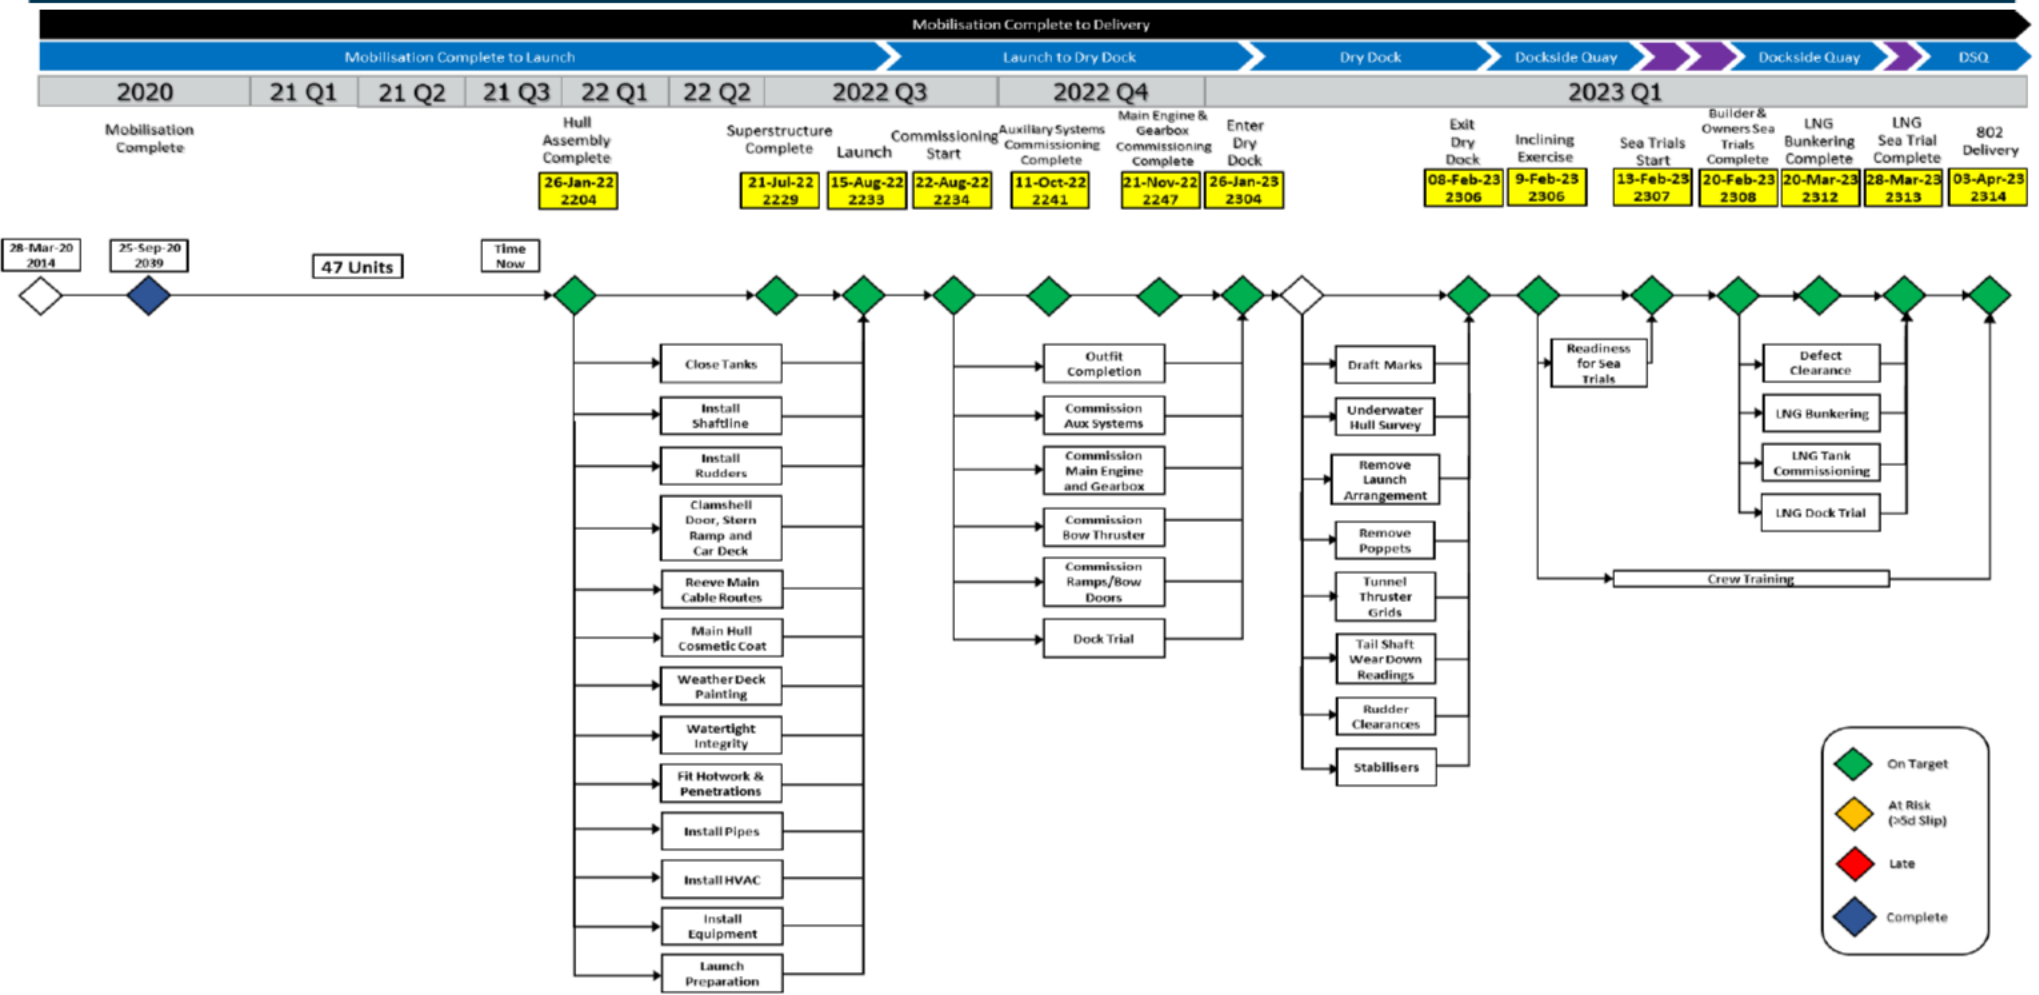 Mobilisation Complete to Delivery
Mobilisation Complete to Launch
Launch to Dry Dock
Dry Dock
Dockside Quay
Dockside Quay
DSQ
2020
21 Q1
21 Q2
21 Q3
22 Q1
22 Q2
2022 Q3
2022 Q4
2023 Q1
Mobilisation
Complete
Hull
Assembly
Complete
26-Jan-22
2204
Superstructure
Complete
21-Jul-22
2229
Launch
15-Aug-22
2233
Commissioning
Start
22-Aug-22
2234
Auxiliary Systems
Commissioning
Complete
11-Oct-22
2241
Main Engine &
Gearbox
Commissioning
Complete
21-Nov-22
2247
Enter
Dry
Dock
26-Jan-23
2304
Exit
Dry
Dock
08-Feb-23
2306
Inclining
Exercise
9-Feb-23
2306
Sea Trials
Start
13-Feb-23
2307
Builder &
Owners Sea
Trials
Complete
20-Feb-23
2308
LNG
Bunkering
Complete
20-Mar-23
2312
LNG
Sea Trial
Complete
28-Mar-23
2313
802
Delivery
03-Apr-23
2314
28-Mar-20
2014
25-Sep-20
2039
47 Units
Time
Now
Close Tanks
Install
Shaftline
Install
Rudders
Clamshell
Door, Stern
Ramp and
Car Deck
Reeve Main
Cable Routes
Main Hull
Cosmetic Coat
Weather Deck
Painting
Watertight
Integrity
Fit Hotwork &
Penetrations
Install Pipes
Install HVAC
Install
Equipment
Launch
Preparation
Outfit
Completion
Commission
Aux Systems
Commission
Main Engine
and Gearbox
Commission
Bow Thruster
Commission
Ramps/Bow
Doors
Dock Trial
Draft Marks
Underwater
Hull Survey
Remove
Launch
Arrangement
Remove
Poppets
Tunnel
Thruster
Grids
Tail Shaft
Wear Down
Readings
Rudder
Clearances
Stabilisers
Readiness
for Sea
Trials
Defect
Clearance
LNG Bunkering
LNG Tank
Commissioning
LNG Dock Trial
Crew Training
On Target
At Risk
(>5d Slip)
Late
Complete